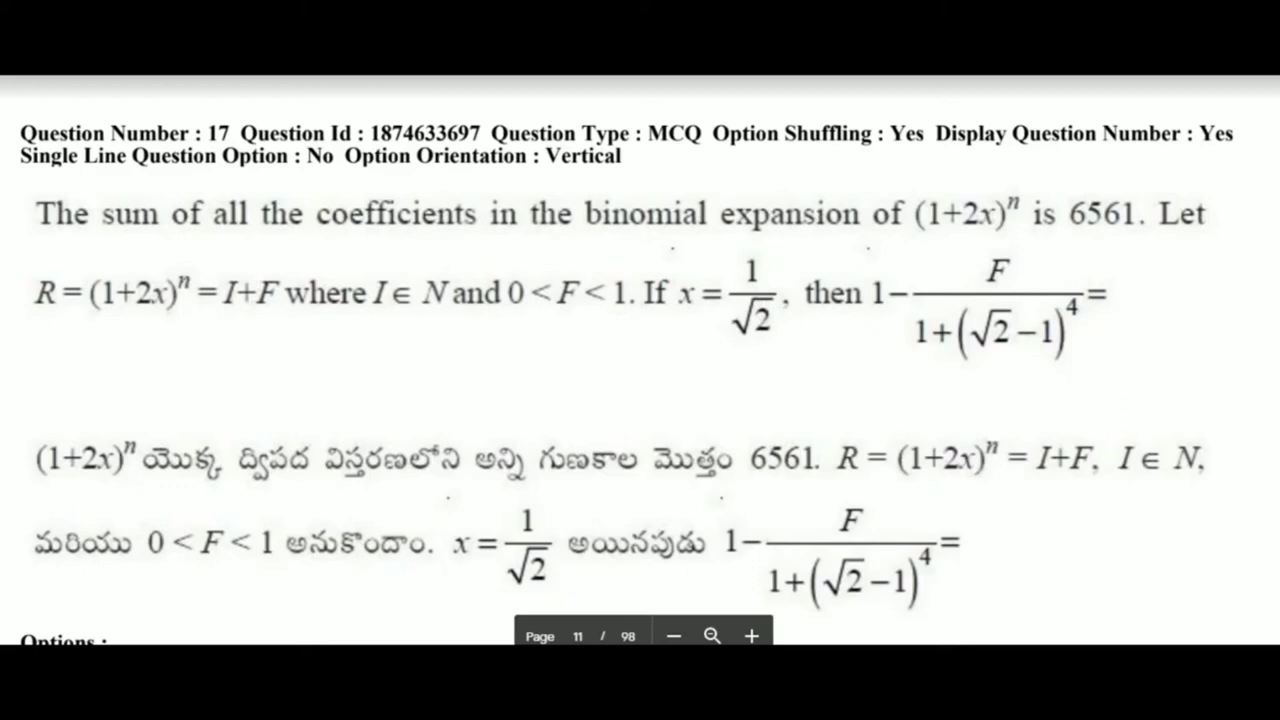 Question Number : 17 Question Id : 1874633697 Question Type : MCQ Option Shuffling : Yes Display Question Number : Yes
Single Line Question Option : No Option Orientation : Vertical
The sum of all the coefficients in the binomial expansion of (1+2x)^n is 6561. Let
R = (1+2x)^n = I+F where I ∈ N and 0 < F < 1. If x = 1/√2, then 1 − F/(1+(√2−1)^4) =
(1+2x)^n యొక్క ద్విపద విస్తరణలోని అన్ని గుణకాల మొత్తం 6561. R = (1+2x)^n = I+F, I ∈ N,
మరియు 0 < F < 1 అనుకొందాం. x = 1/√2 అయినపుడు 1 − F/(1+(√2−1)^4) =
Options :
Page 11 / 98